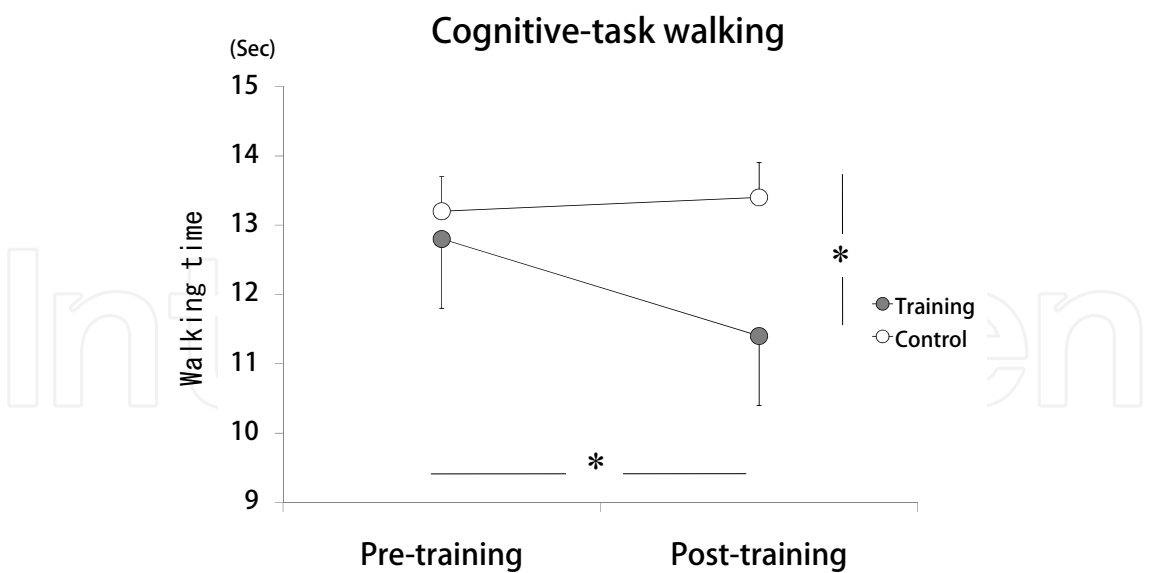 Cognitive-task walking
(Sec)
15
14
13
12
11
10
9
Walking time
*
*
Training
Control
Pre-training
Post-training